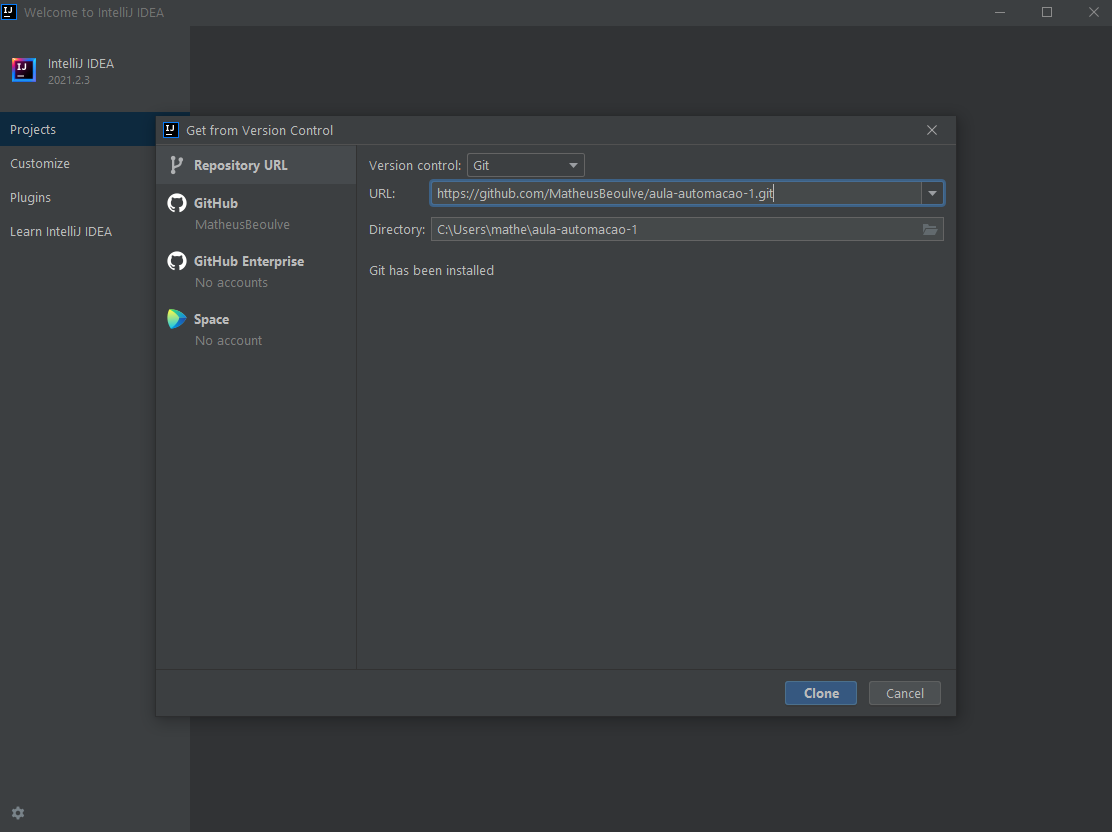 Welcome to IntelliJ IDEA
IntelliJ IDEA
2021.2.3
Projects
Customize
Plugins
Learn IntelliJ IDEA
Get from Version Control
Repository URL
GitHub
MatheusBeoulve
GitHub Enterprise
No accounts
Space
No account
Version control: Git
URL: https://github.com/MatheusBeoulve/aula-automacao-1.git
Directory: C:\Users\mathe\aula-automacao-1
Git has been installed
Clone Cancel